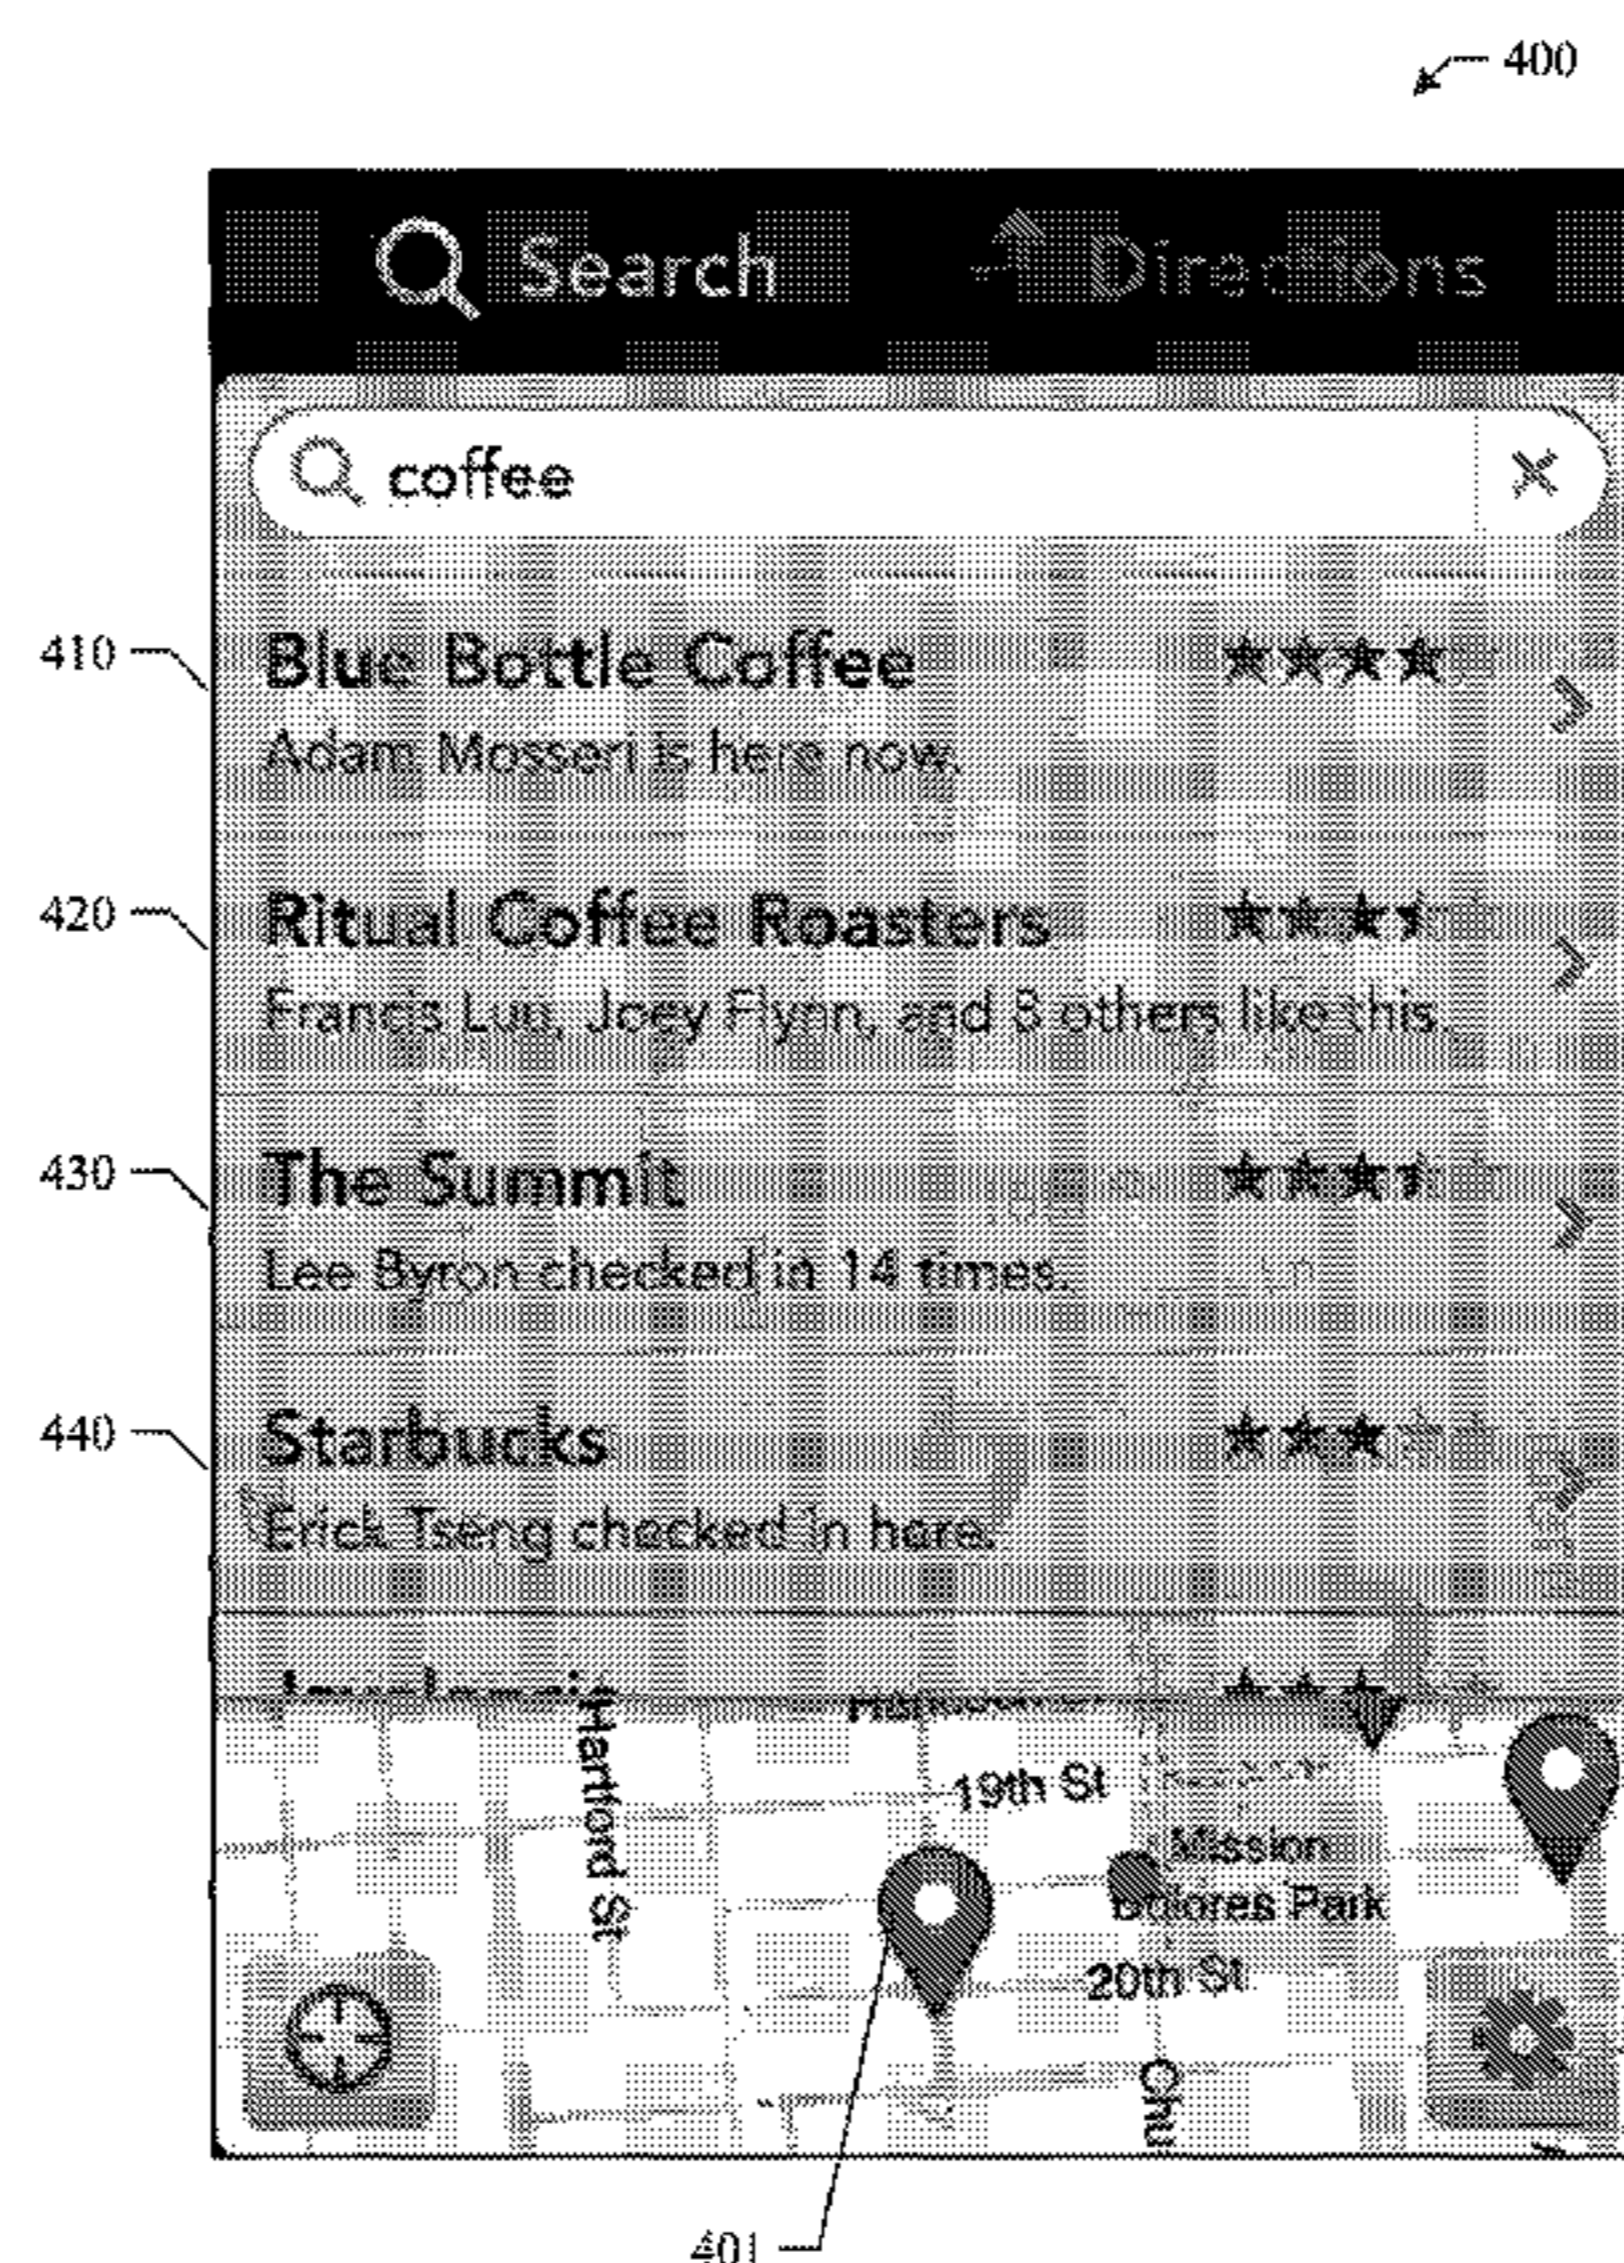 400
Search Directions
coffee
410
Blue Bottle Coffee
Adam Mosseri is here now.
420
Ritual Coffee Roasters
Francis Luu, Joey Flynn, and 8 others like this.
430
The Summit
Lee Byron checked in 14 times.
440
Starbucks
Erick Tseng checked in here.
Hartford St
19th St
Mission
Dolores Park
20th St
Chu
401